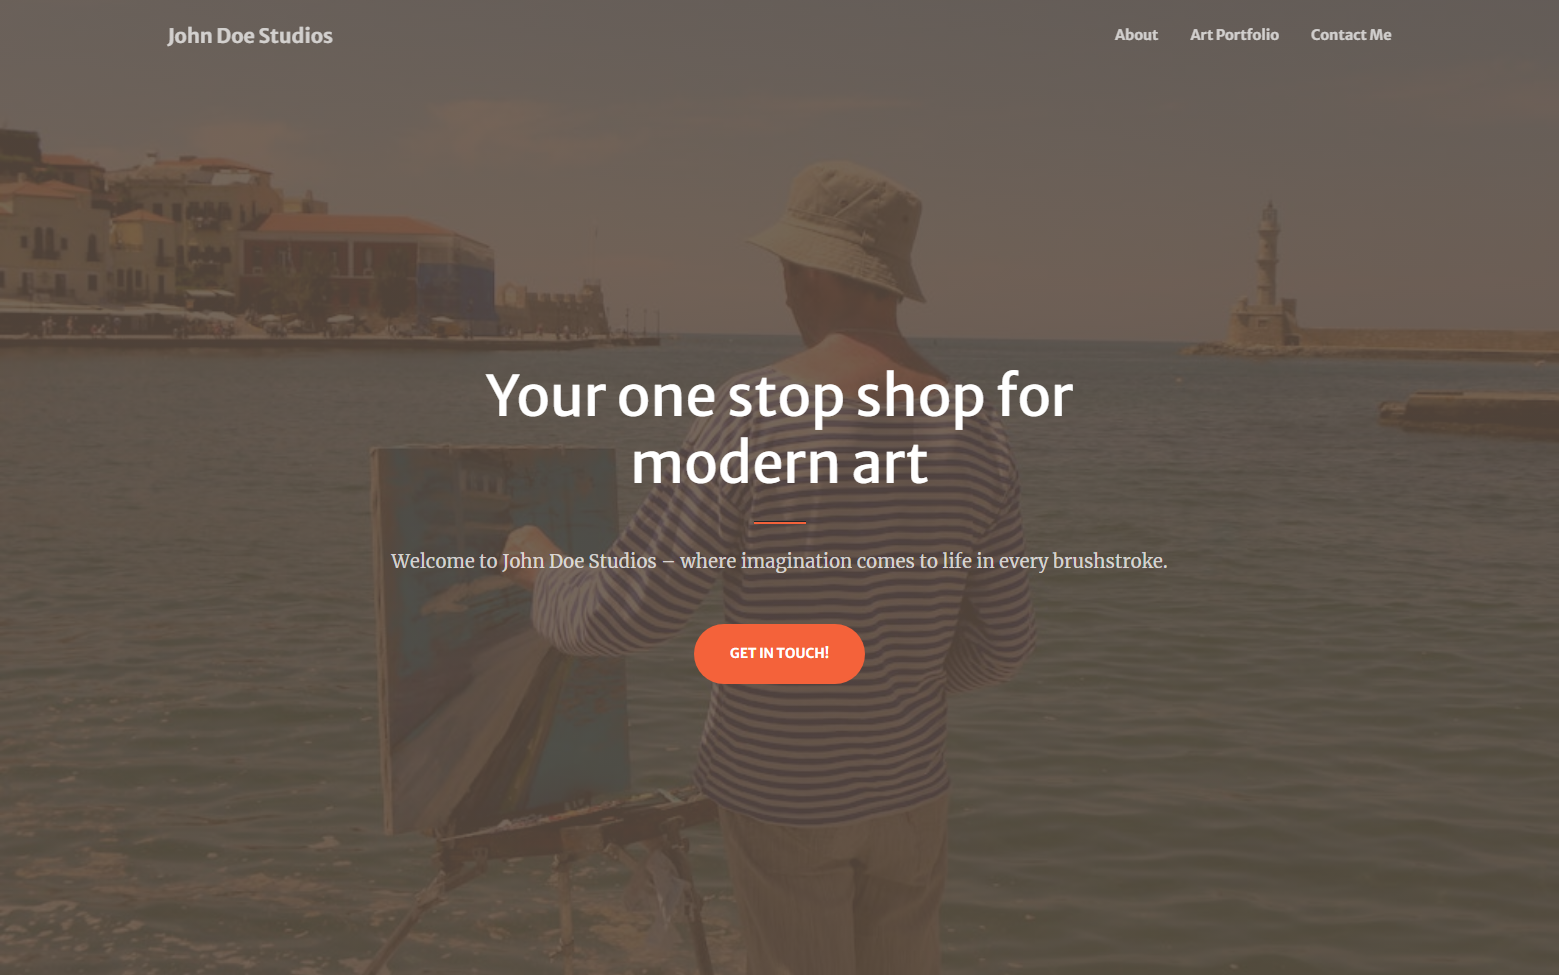 John Doe Studios
About
Art Portfolio
Contact Me
Your one stop shop for
modern art
Welcome to John Doe Studios – where imagination comes to life in every brushstroke.
GET IN TOUCH!